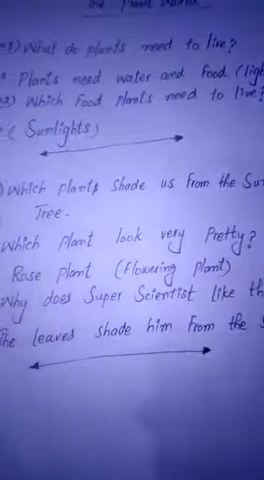 the Plant World
1) What do plants need to live?
Plants need water and food (lig
2) Which food plants need to live?
(Sunlights)
) Which plants shade us from the Su
Tree.
Which Plant look very Pretty?
Rose plant (Flowering plant)
Why does Super Scientist like th
The leaves shade him from the s